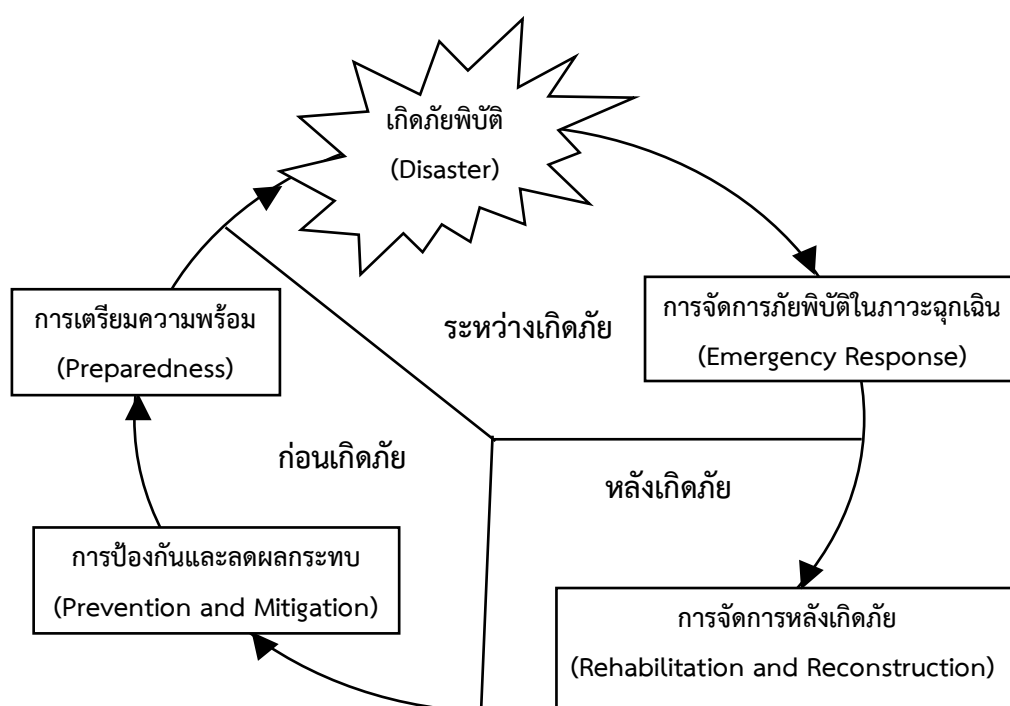 เกิดภัยพิบัติ
(Disaster)
การเตรียมความพร้อม
(Preparedness)
ระหว่างเกิดภัย
การจัดการภัยพิบัติในภาวะฉุกเฉิน
(Emergency Response)
ก่อนเกิดภัย
หลังเกิดภัย
การป้องกันและลดผลกระทบ
(Prevention and Mitigation)
การจัดการหลังเกิดภัย
(Rehabilitation and Reconstruction)